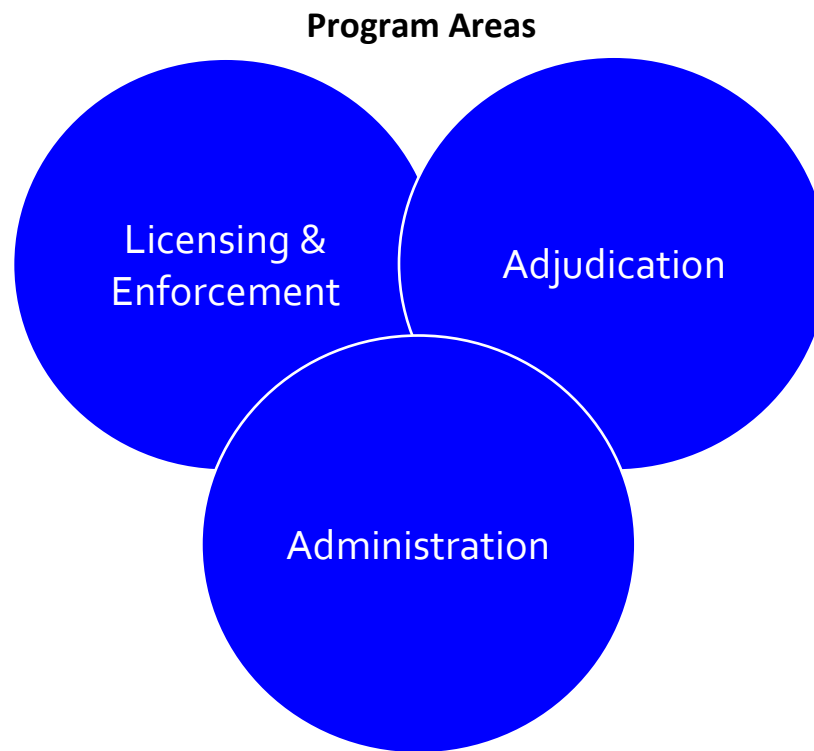 Program Areas
Licensing &
Enforcement
Adjudication
Administration